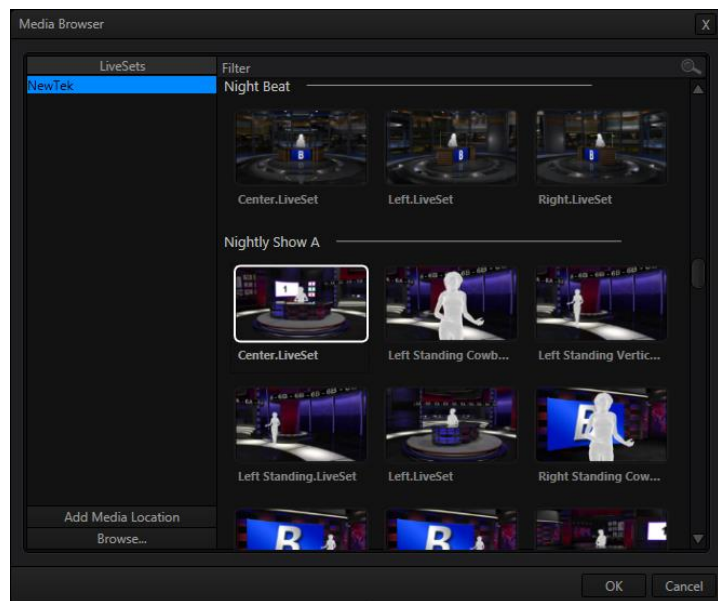 Media Browser
X
LiveSets
Filter
NewTek
Night Beat
B
B
B
Center.LiveSet
Left.LiveSet
Right.LiveSet
Nightly Show A
1
Center.LiveSet
Left Standing Cowb...
Left Standing Vertic...
B
Left Standing.LiveSet
Left.LiveSet
Right Standing Cow...
B
B
Add Media Location
Browse...
OK
Cancel